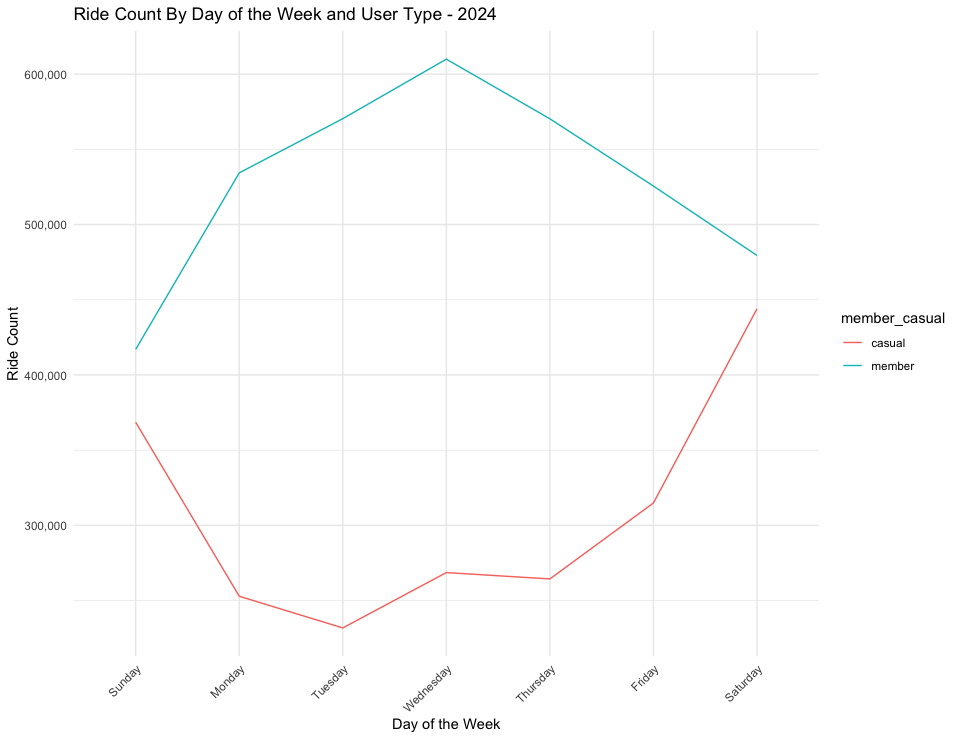 Ride Count By Day of the Week and User Type - 2024
Ride Count
600,000
500,000
400,000
300,000
Sunday
Monday
Tuesday
Wednesday
Thursday
Friday
Saturday
Day of the Week
member_casual
casual
member